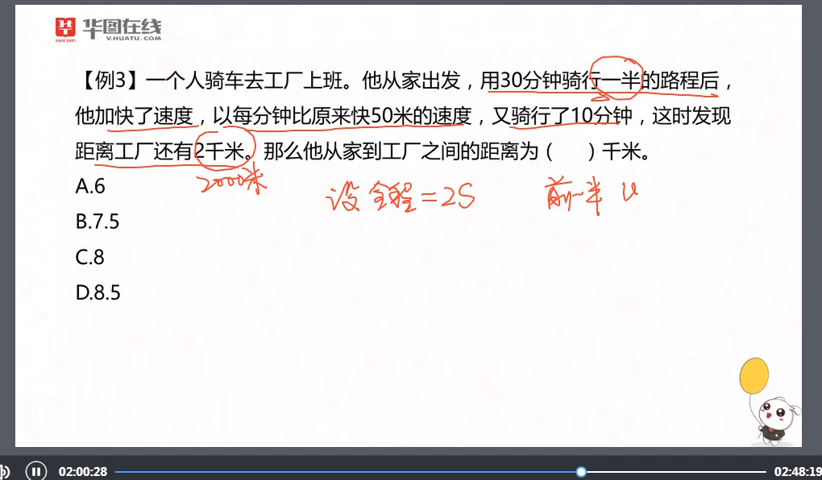 华图在线
SINCE 2001
V.HUATU.COM
【例3】一个人骑车去工厂上班。他从家出发，用30分钟骑行一半的路程后，
他加快了速度，以每分钟比原来快50米的速度，又骑行了10分钟，这时发现
距离工厂还有2千米。那么他从家到工厂之间的距离为（　）千米。
2000米
A.6
设全程=2S 前一半 v
B.7.5
C.8
D.8.5
02:00:28
02:48:19